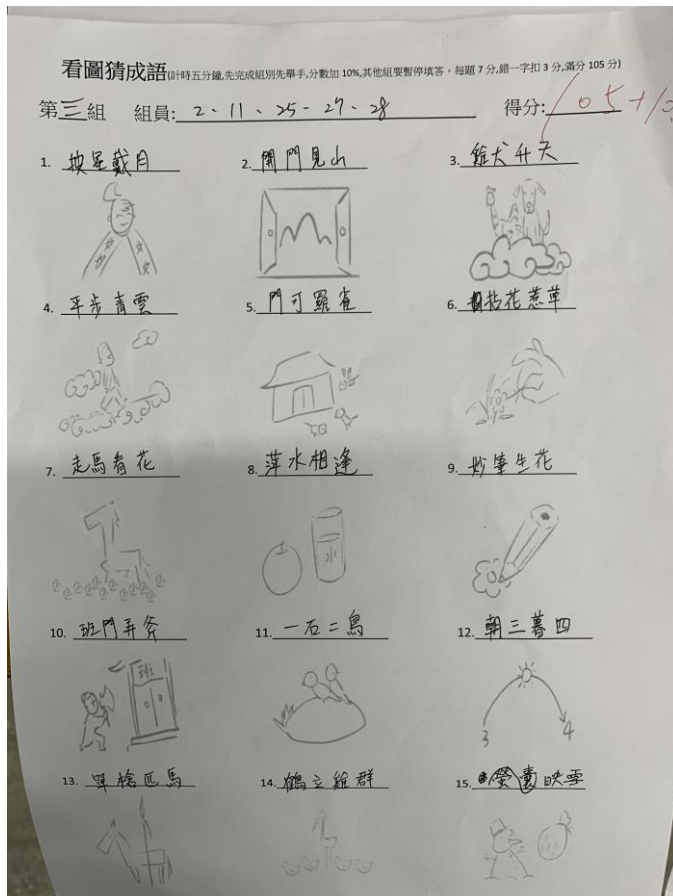 看圖猜成語(計時五分鐘,先完成組別先舉手,分數加 10%,其他組要暫停填答。每題 7 分,錯一字扣 3 分,滿分 105 分)
第三組 組員: 2、11、25-27、28 得分: 105+10
1. 披星戴月 2. 開門見山 3. 雞犬升天
4. 平步青雲 5. 門可羅雀 6. 拈花惹草
7. 走馬看花 8. 萍水相逢 9. 妙筆生花
水
10. 班門弄斧 11. 一石二鳥 12. 朝三暮四
班
3 4
13. 單槍匹馬 14. 鶴立雞群 15. 螢囊映雪